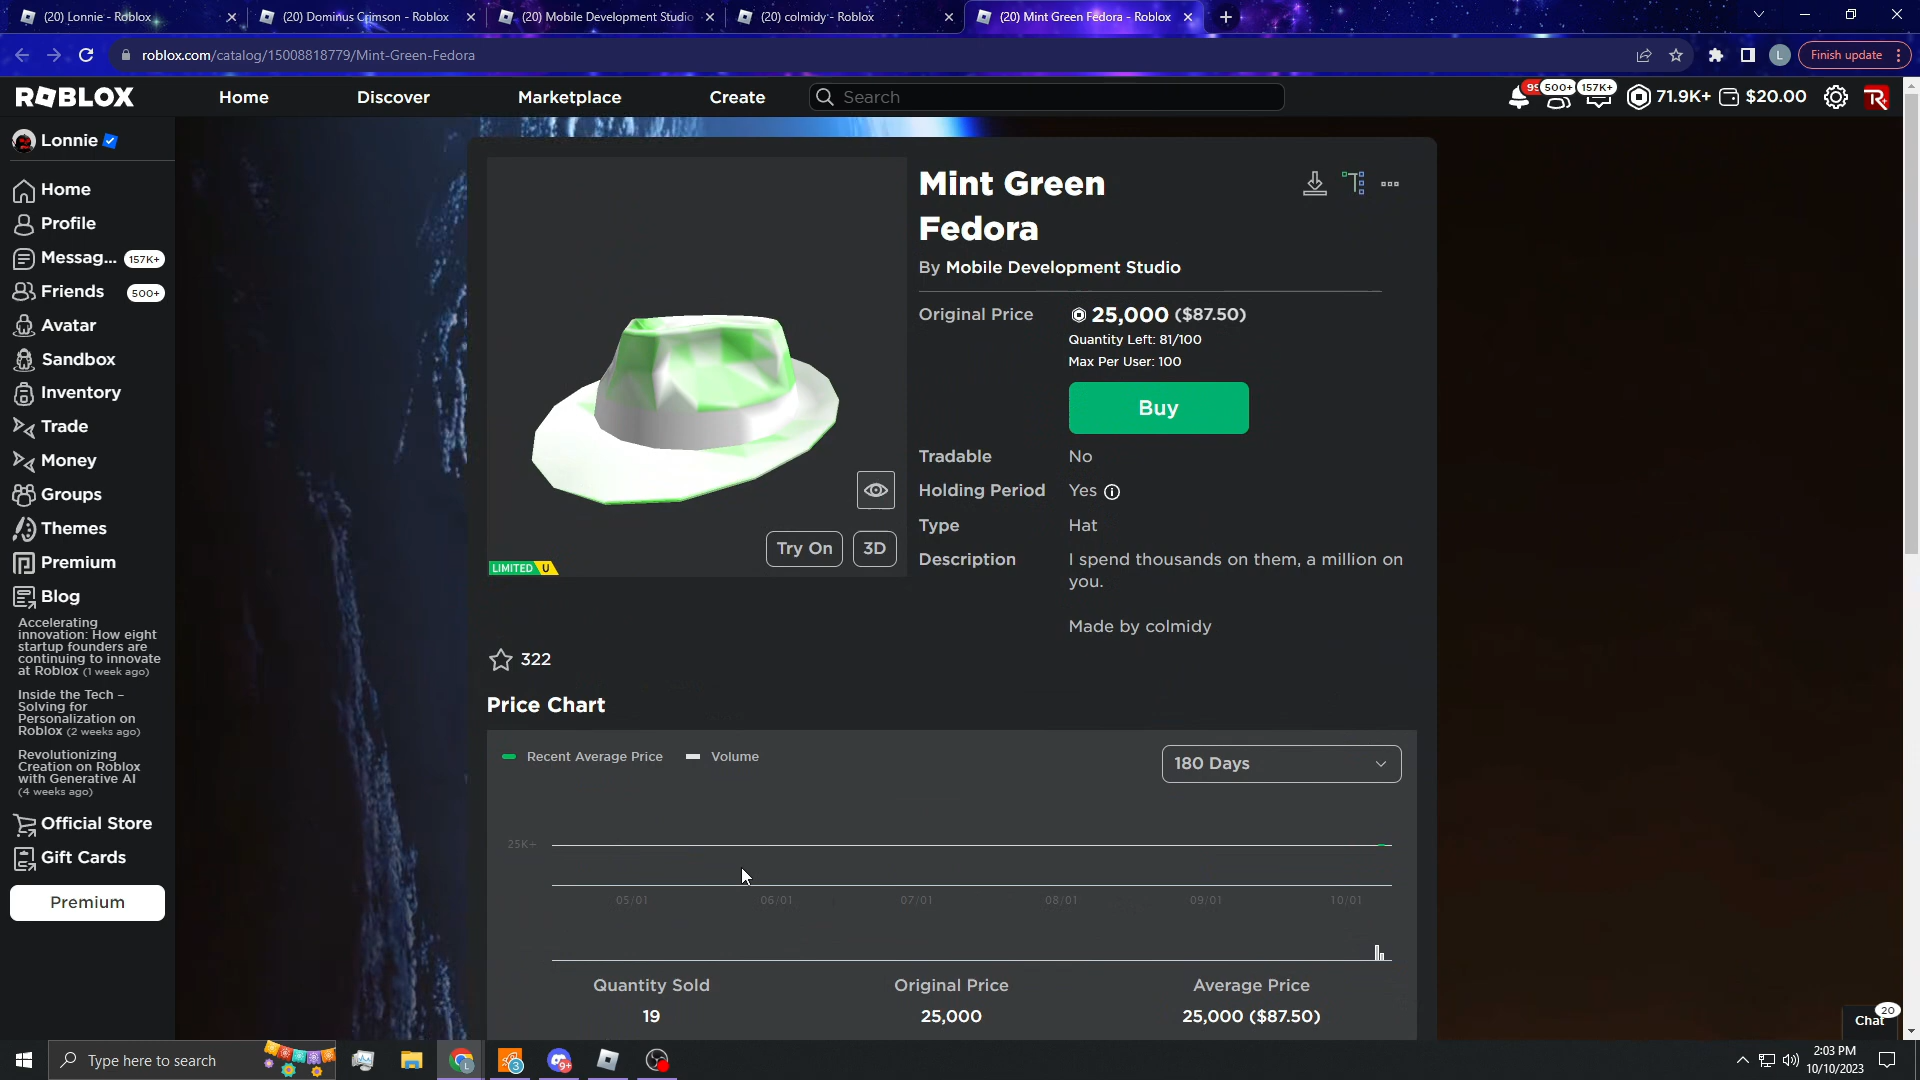 (20) Lonnie - Roblox
(20) Dominus Crimson - Roblox
(20) Mobile Development Studio
(20) colmidy - Roblox
(20) Mint Green Fedora - Roblox
roblox.com/catalog/15008818779/Mint-Green-Fedora
L
Finish update
ROBLOX
Home
Discover
Marketplace
Create
Search
500+
157K+
71.9K+
$20.00
Lonnie
Home
Profile
Messag...
157K+
Friends
500+
Avatar
Sandbox
Inventory
Trade
Money
Groups
Themes
Premium
Blog
Accelerating
innovation: How eight
startup founders are
continuing to innovate
at Roblox (1 week ago)
Inside the Tech –
Solving for
Personalization on
Roblox (2 weeks ago)
Revolutionizing
Creation on Roblox
with Generative AI
(4 weeks ago)
Official Store
Gift Cards
Premium
Try On
3D
LIMITED U
322
Mint Green
Fedora
By Mobile Development Studio
Original Price
25,000 ($87.50)
Quantity Left: 81/100
Max Per User: 100
Buy
Tradable
No
Holding Period
Yes
Type
Hat
Description
I spend thousands on them, a million on
you.
Made by colmidy
Price Chart
Recent Average Price
Volume
180 Days
25K+
05/01
06/01
07/01
08/01
09/01
10/01
Quantity Sold
19
Original Price
25,000
Average Price
25,000 ($87.50)
Chat
20
Type here to search
3
9+
2:03 PM
10/10/2023